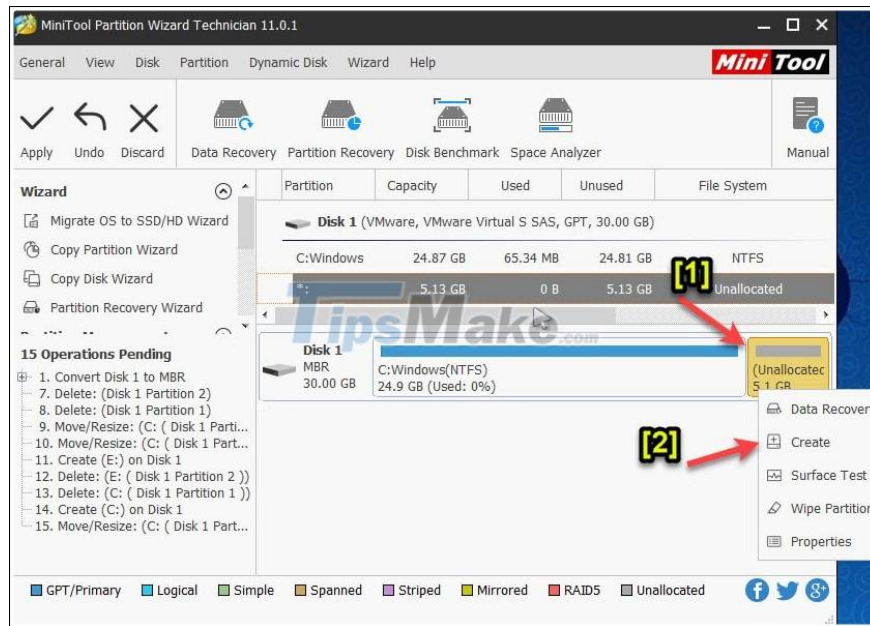 MiniTool Partition Wizard Technician 11.0.1
General View Disk Partition Dynamic Disk Wizard Help
Mini Tool
Apply Undo Discard Data Recovery Partition Recovery Disk Benchmark Space Analyzer Manual
Wizard
Migrate OS to SSD/HD Wizard
Copy Partition Wizard
Copy Disk Wizard
Partition Recovery Wizard
Partition Capacity Used Unused File System
Disk 1 (VMware, VMware Virtual S SAS, GPT, 30.00 GB)
C:Windows 24.87 GB 65.34 MB 24.81 GB NTFS
*: 5.13 GB 0 B 5.13 GB Unallocated
[1]
TipsMake.com
15 Operations Pending
1. Convert Disk 1 to MBR
7. Delete: (Disk 1 Partition 2)
8. Delete: (Disk 1 Partition 1)
9. Move/Resize: (C: ( Disk 1 Parti...
10. Move/Resize: (C: ( Disk 1 Part...
11. Create (E:) on Disk 1
12. Delete: (E: ( Disk 1 Partition 2 ))
13. Delete: (C: ( Disk 1 Partition 1 ))
14. Create (C:) on Disk 1
15. Move/Resize: (C: ( Disk 1 Part...
Disk 1
MBR
30.00 GB
C:Windows(NTFS)
24.9 GB (Used: 0%)
(Unallocatec
5.1 GB
[2]
Data Recover
Create
Surface Test
Wipe Partition
Properties
GPT/Primary Logical Simple Spanned Striped Mirrored RAID5 Unallocated